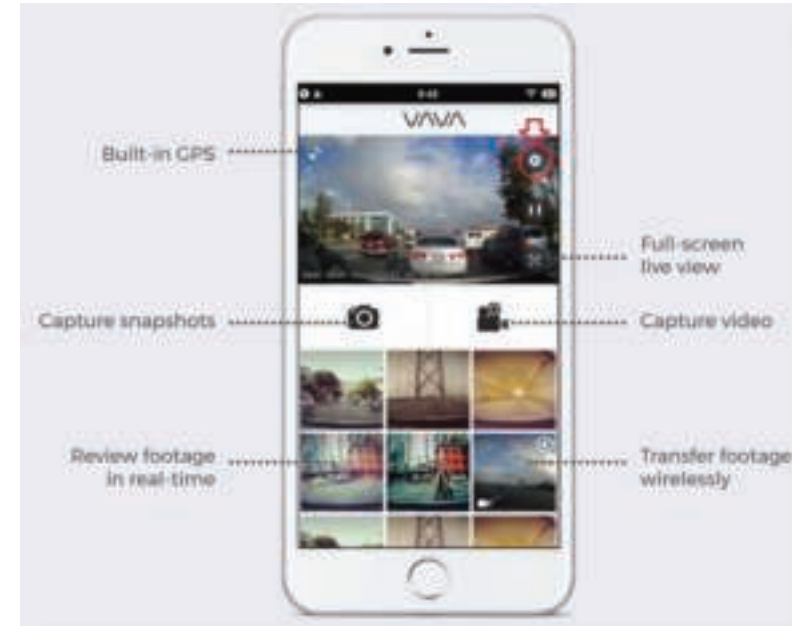 VAVA
Built-in GPS
Full-screen
live view
Capture snapshots
Capture video
Review footage
in real-time
Transfer footage
wirelessly